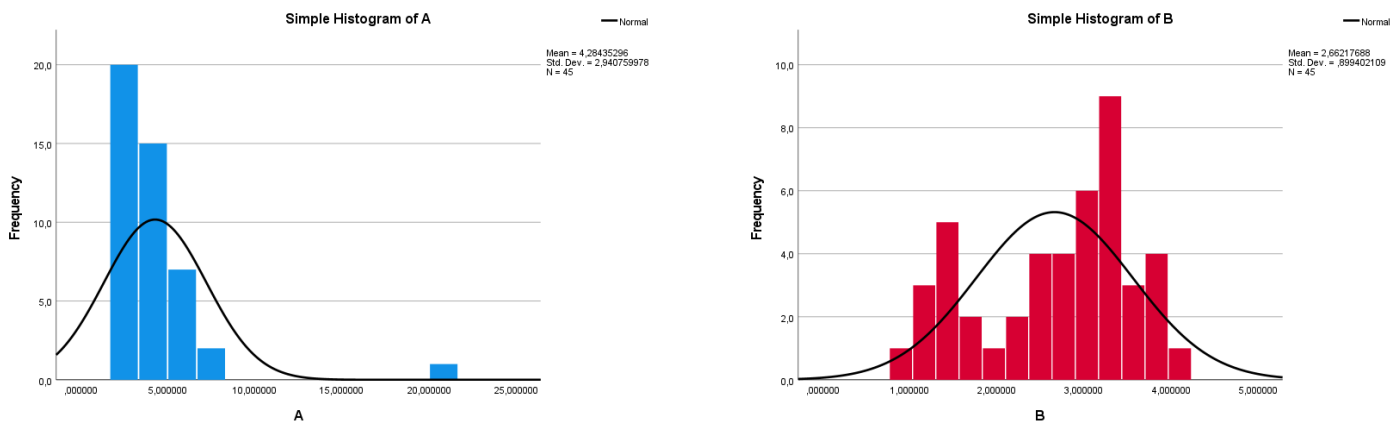 Simple Histogram of A
Normal
Mean = 4,28435296
Std. Dev. = 2,940759978
N = 45
20,0
15,0
10,0
5,0
0,0
Frequency
,000000 5,000000 10,000000 15,000000 20,000000 25,000000
A
Simple Histogram of B
Normal
Mean = 2,66217688
Std. Dev. = ,899402109
N = 45
10,0
8,0
6,0
4,0
2,0
0,0
Frequency
,000000 1,000000 2,000000 3,000000 4,000000 5,000000
B